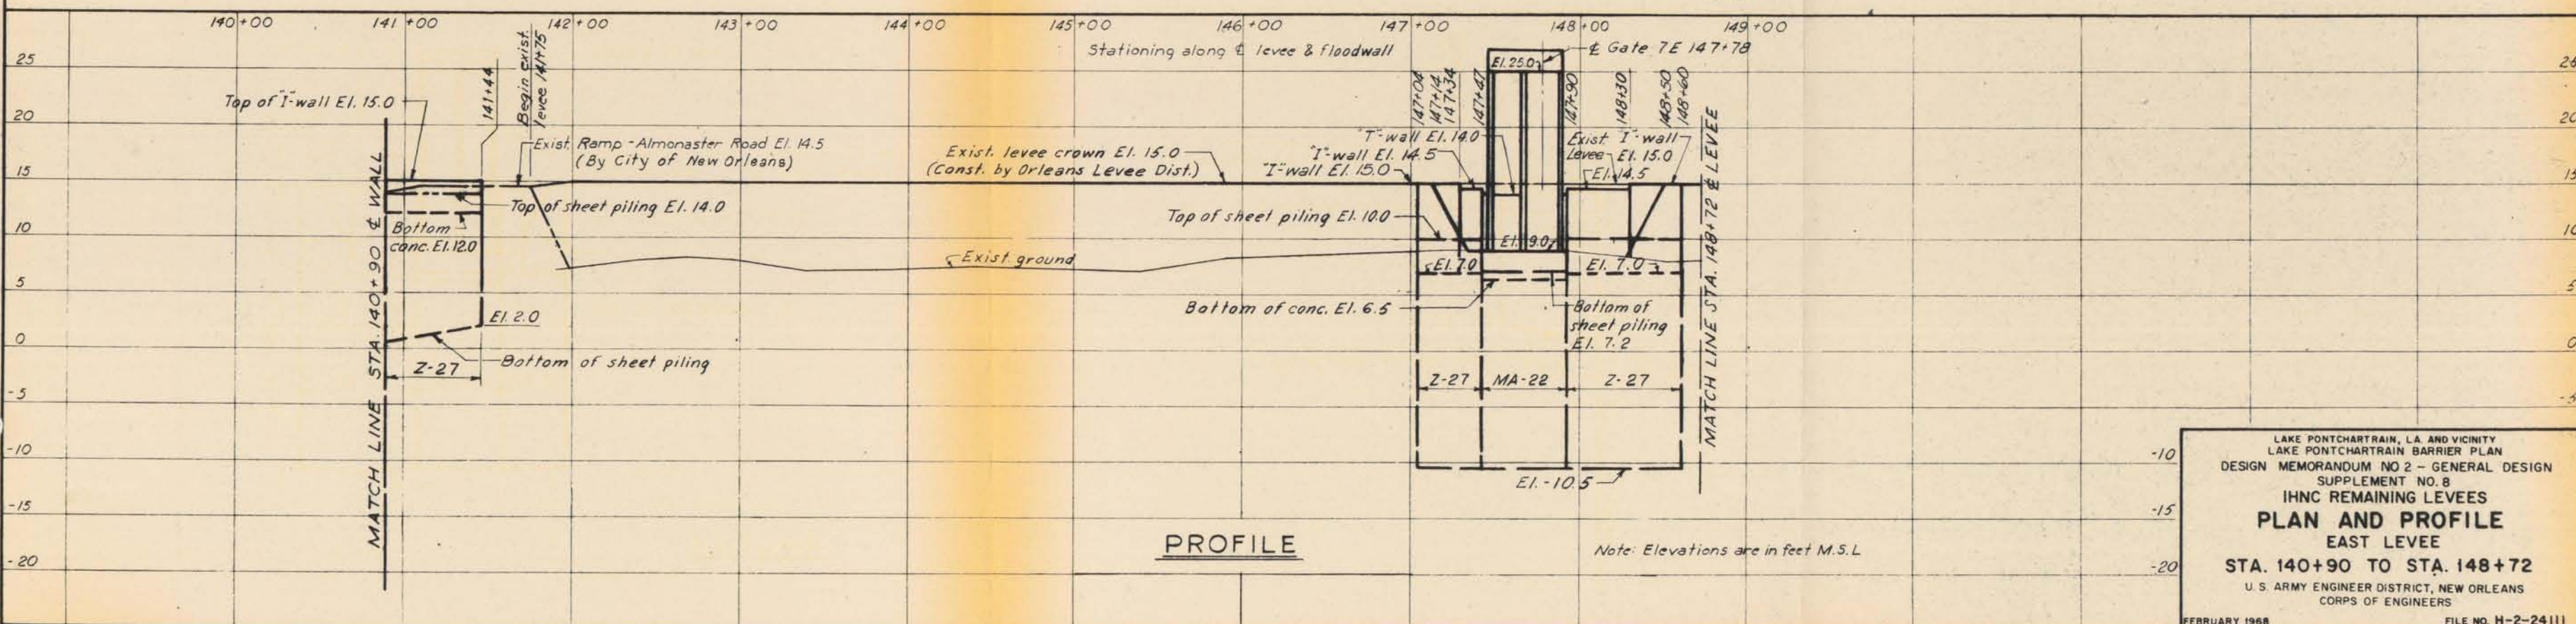 140+00 141+00 142+00 143+00 144+00 145+00 146+00 147+00 148+00 149+00
Stationing along ℄ levee & floodwall
℄ Gate 7E 147+78
25
20
15
10
5
0
-5
-10
-15
-20
MATCH LINE STA. 140+90 ℄ WALL
Top of "I"-wall El. 15.0
141+44
Begin exist.
levee 141+75
Exist. Ramp - Almonaster Road El. 14.5
(By City of New Orleans)
Top of sheet piling El. 14.0
Bottom
conc. El. 12.0
El. 2.0
Bottom of sheet piling
Z-27
Exist. levee crown El. 15.0
(Const. by Orleans Levee Dist.)
Exist. ground
El. 25.0
147+04
147+14
147+34
147+47
147+90
148+30
148+50
148+60
"T"-wall El. 14.0
"I"-wall El. 14.5
"I"-wall El. 15.0
Exist. "I"-wall
Levee El. 15.0
El. 14.5
Top of sheet piling El. 10.0
El. 9.0
El. 7.0
El. 7.0
Bottom of conc. El. 6.5
Bottom of
sheet piling
El. 7.2
Z-27 MA-22 Z-27
El. -10.5
MATCH LINE STA. 148+72 ℄ LEVEE
25
20
15
10
5
0
-5
-10
-15
-20
PROFILE
Note: Elevations are in feet M.S.L
LAKE PONTCHARTRAIN, LA. AND VICINITY
LAKE PONTCHARTRAIN BARRIER PLAN
DESIGN MEMORANDUM NO 2 - GENERAL DESIGN
SUPPLEMENT NO. 8
IHNC REMAINING LEVEES
PLAN AND PROFILE
EAST LEVEE
STA. 140+90 TO STA. 148+72
U. S. ARMY ENGINEER DISTRICT, NEW ORLEANS
CORPS OF ENGINEERS
FEBRUARY 1968 FILE NO. H-2-24111